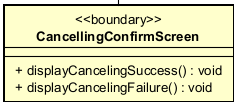 <<boundary>>
CancellingConfirmScreen
+ displayCancelingSuccess() : void
+ displayCancelingFailure() : void